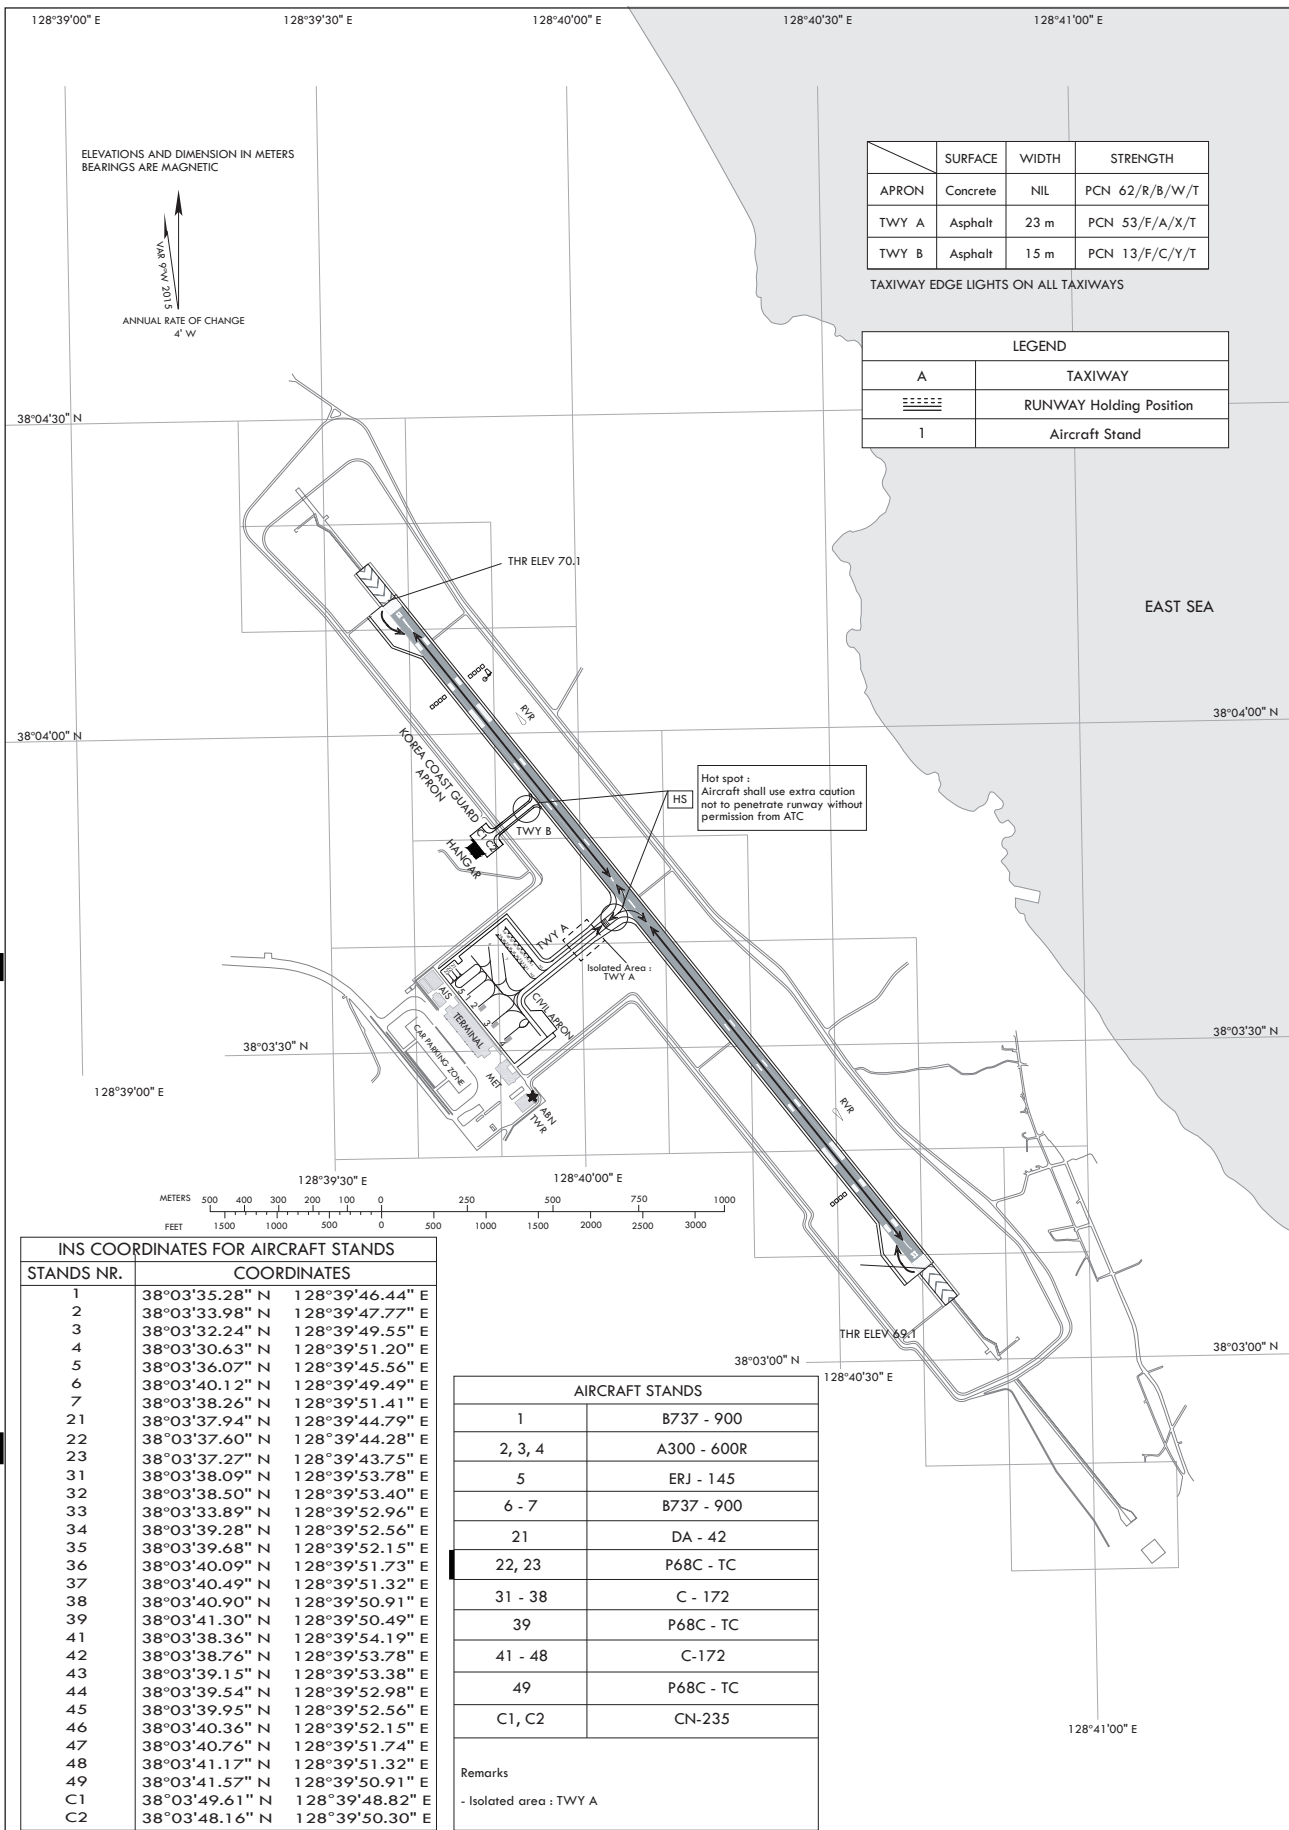 128°39'00" E 128°39'30" E 128°40'00" E 128°40'30" E 128°41'00" E
ELEVATIONS AND DIMENSION IN METERS
BEARINGS ARE MAGNETIC
VAR 9°W 2015
ANNUAL RATE OF CHANGE
4' W
SURFACE WIDTH STRENGTH
APRON Concrete NIL PCN 62/R/B/W/T
TWY A Asphalt 23 m PCN 53/F/A/X/T
TWY B Asphalt 15 m PCN 13/F/C/Y/T
TAXIWAY EDGE LIGHTS ON ALL TAXIWAYS
LEGEND
A TAXIWAY
RUNWAY Holding Position
1 Aircraft Stand
38°04'30" N
THR ELEV 70.1
EAST SEA
RVR
38°04'00" N
38°04'00" N
KOREA COAST GUARD
APRON
Hot spot :
Aircraft shall use extra caution
not to penetrate runway without
permission from ATC
HS
TWY B
C1 C2
HANGAR
TWY A
Isolated Area :
TWY A
AIS
5 1 2
3
4
TERMINAL
CIVIL APRON
CAR PARKING ZONE
MET
ABN
TWR
38°03'30" N
38°03'30" N
RVR
128°39'00" E
128°39'30" E
128°40'00" E
METERS 500 400 300 200 100 0 250 500 750 1000
FEET 1500 1000 500 0 500 1000 1500 2000 2500 3000
THR ELEV 69.1
38°03'00" N
38°03'00" N
128°40'30" E
128°41'00" E
INS COORDINATES FOR AIRCRAFT STANDS
STANDS NR. COORDINATES
1 38°03'35.28" N 128°39'46.44" E
2 38°03'33.98" N 128°39'47.77" E
3 38°03'32.24" N 128°39'49.55" E
4 38°03'30.63" N 128°39'51.20" E
5 38°03'36.07" N 128°39'45.56" E
6 38°03'40.12" N 128°39'49.49" E
7 38°03'38.26" N 128°39'51.41" E
21 38°03'37.94" N 128°39'44.79" E
22 38°03'37.60" N 128°39'44.28" E
23 38°03'37.27" N 128°39'43.75" E
31 38°03'38.09" N 128°39'53.78" E
32 38°03'38.50" N 128°39'53.40" E
33 38°03'33.89" N 128°39'52.96" E
34 38°03'39.28" N 128°39'52.56" E
35 38°03'39.68" N 128°39'52.15" E
36 38°03'40.09" N 128°39'51.73" E
37 38°03'40.49" N 128°39'51.32" E
38 38°03'40.90" N 128°39'50.91" E
39 38°03'41.30" N 128°39'50.49" E
41 38°03'38.36" N 128°39'54.19" E
42 38°03'38.76" N 128°39'53.78" E
43 38°03'39.15" N 128°39'53.38" E
44 38°03'39.54" N 128°39'52.98" E
45 38°03'39.95" N 128°39'52.56" E
46 38°03'40.36" N 128°39'52.15" E
47 38°03'40.76" N 128°39'51.74" E
48 38°03'41.17" N 128°39'51.32" E
49 38°03'41.57" N 128°39'50.91" E
C1 38°03'49.61" N 128°39'48.82" E
C2 38°03'48.16" N 128°39'50.30" E
AIRCRAFT STANDS
1 B737 - 900
2, 3, 4 A300 - 600R
5 ERJ - 145
6 - 7 B737 - 900
21 DA - 42
22, 23 P68C - TC
31 - 38 C - 172
39 P68C - TC
41 - 48 C-172
49 P68C - TC
C1, C2 CN-235
Remarks
- Isolated area : TWY A